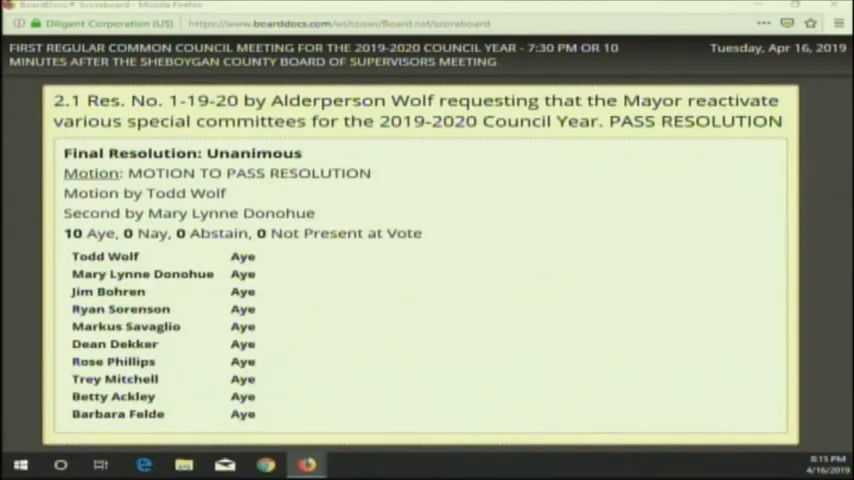 BoardDocs® Scoreboard - Mozilla Firefox
Diligent Corporation (US) https://www.boarddocs.com/wi/coswi/Board.nsf/scoreboard
FIRST REGULAR COMMON COUNCIL MEETING FOR THE 2019-2020 COUNCIL YEAR - 7:30 PM OR 10
MINUTES AFTER THE SHEBOYGAN COUNTY BOARD OF SUPERVISORS MEETING
Tuesday, Apr 16, 2019
2.1 Res. No. 1-19-20 by Alderperson Wolf requesting that the Mayor reactivate
various special committees for the 2019-2020 Council Year. PASS RESOLUTION
Final Resolution: Unanimous
Motion: MOTION TO PASS RESOLUTION
Motion by Todd Wolf
Second by Mary Lynne Donohue
10 Aye, 0 Nay, 0 Abstain, 0 Not Present at Vote
Todd Wolf Aye
Mary Lynne Donohue Aye
Jim Bohren Aye
Ryan Sorenson Aye
Markus Savaglio Aye
Dean Dekker Aye
Rose Phillips Aye
Trey Mitchell Aye
Betty Ackley Aye
Barbara Felde Aye
8:15 PM
4/16/2019